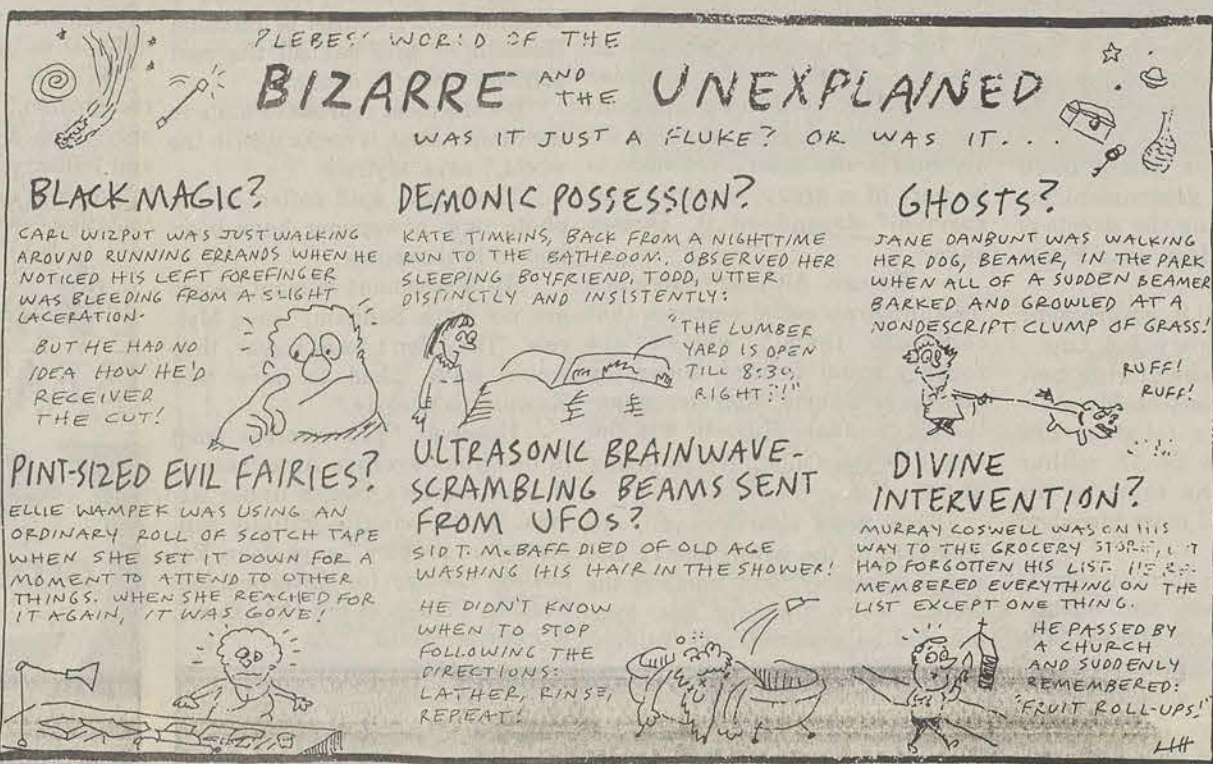 PLEBES' WORLD OF THE
BIZARRE AND THE UNEXPLAINED
WAS IT JUST A FLUKE? OR WAS IT...
BLACK MAGIC?
CARL WIZPUT WAS JUST WALKING
AROUND RUNNING ERRANDS WHEN HE
NOTICED HIS LEFT FOREFINGER
WAS BLEEDING FROM A SLIGHT
LACERATION.
BUT HE HAD NO
IDEA HOW HE'D
RECEIVED
THE CUT!
DEMONIC POSSESSION?
KATE TIMKINS, BACK FROM A NIGHTTIME
RUN TO THE BATHROOM, OBSERVED HER
SLEEPING BOYFRIEND, TODD, UTTER
DISTINCTLY AND INSISTENTLY:
"THE LUMBER
YARD IS OPEN
TILL 8:30,
RIGHT?!"
GHOSTS?
JANE DANBUNT WAS WALKING
HER DOG, BEAMER, IN THE PARK
WHEN ALL OF A SUDDEN BEAMER
BARKED AND GROWLED AT A
NONDESCRIPT CLUMP OF GRASS!
RUFF!
RUFF!
PINT-SIZED EVIL FAIRIES?
ELLIE WAMPEK WAS USING AN
ORDINARY ROLL OF SCOTCH TAPE
WHEN SHE SET IT DOWN FOR A
MOMENT TO ATTEND TO OTHER
THINGS. WHEN SHE REACHED FOR
IT AGAIN, IT WAS GONE!
ULTRASONIC BRAINWAVE-
SCRAMBLING BEAMS SENT
FROM UFOs?
SID T. McBAFF DIED OF OLD AGE
WASHING HIS HAIR IN THE SHOWER!
HE DIDN'T KNOW
WHEN TO STOP
FOLLOWING THE
DIRECTIONS:
LATHER, RINSE,
REPEAT!
DIVINE
INTERVENTION?
MURRAY COSWELL WAS ON HIS
WAY TO THE GROCERY STORE, BUT
HAD FORGOTTEN HIS LIST. HE RE-
MEMBERED EVERYTHING ON THE
LIST EXCEPT ONE THING.
HE PASSED BY
A CHURCH
AND SUDDENLY
REMEMBERED:
"FRUIT ROLL-UPS!"
LHH